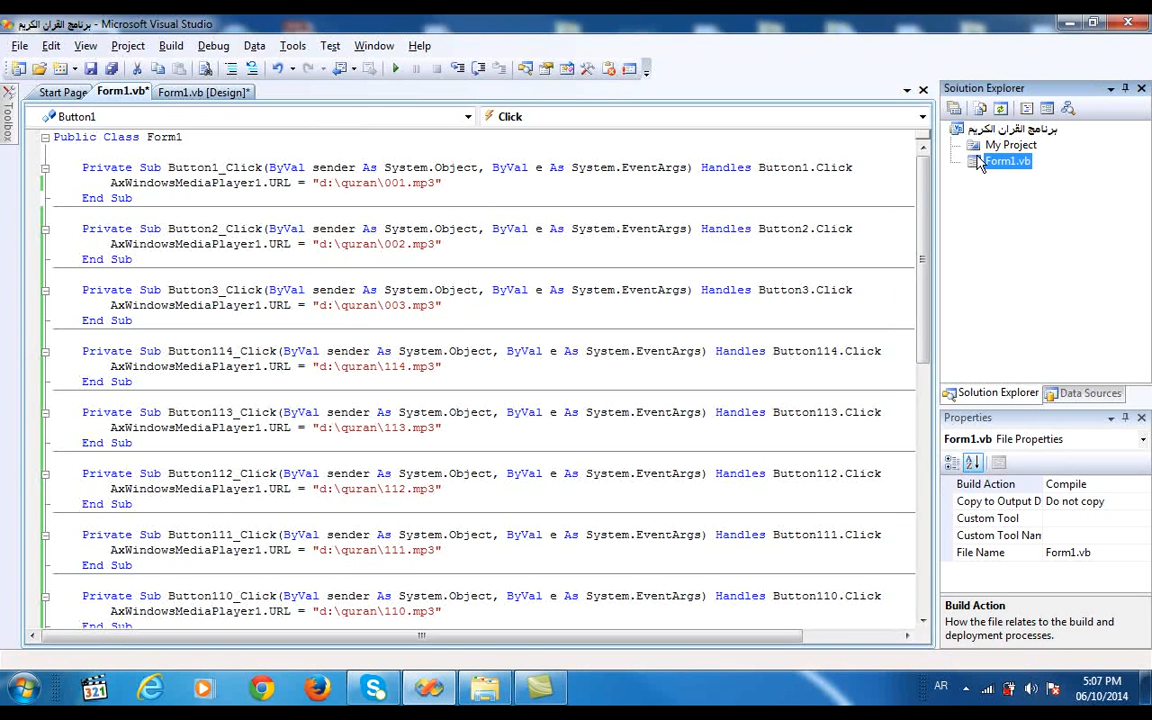 برنامج القران الكريم - Microsoft Visual Studio
File Edit View Project Build Debug Data Tools Test Window Help
Start Page Form1.vb* Form1.vb [Design]*
Toolbox
Button1 Click
Public Class Form1
Private Sub Button1_Click(ByVal sender As System.Object, ByVal e As System.EventArgs) Handles Button1.Click
AxWindowsMediaPlayer1.URL = "d:\quran\001.mp3"
End Sub
Private Sub Button2_Click(ByVal sender As System.Object, ByVal e As System.EventArgs) Handles Button2.Click
AxWindowsMediaPlayer1.URL = "d:\quran\002.mp3"
End Sub
Private Sub Button3_Click(ByVal sender As System.Object, ByVal e As System.EventArgs) Handles Button3.Click
AxWindowsMediaPlayer1.URL = "d:\quran\003.mp3"
End Sub
Private Sub Button114_Click(ByVal sender As System.Object, ByVal e As System.EventArgs) Handles Button114.Click
AxWindowsMediaPlayer1.URL = "d:\quran\114.mp3"
End Sub
Private Sub Button113_Click(ByVal sender As System.Object, ByVal e As System.EventArgs) Handles Button113.Click
AxWindowsMediaPlayer1.URL = "d:\quran\113.mp3"
End Sub
Private Sub Button112_Click(ByVal sender As System.Object, ByVal e As System.EventArgs) Handles Button112.Click
AxWindowsMediaPlayer1.URL = "d:\quran\112.mp3"
End Sub
Private Sub Button111_Click(ByVal sender As System.Object, ByVal e As System.EventArgs) Handles Button111.Click
AxWindowsMediaPlayer1.URL = "d:\quran\111.mp3"
End Sub
Private Sub Button110_Click(ByVal sender As System.Object, ByVal e As System.EventArgs) Handles Button110.Click
AxWindowsMediaPlayer1.URL = "d:\quran\110.mp3"
End Sub
Solution Explorer
برنامج القران الكريم
My Project
Form1.vb
Solution Explorer Data Sources
Properties
Form1.vb File Properties
Build Action Compile
Copy to Output D Do not copy
Custom Tool
Custom Tool Nam
File Name Form1.vb
Build Action
How the file relates to the build and
deployment processes.
321
AR
5:07 PM
06/10/2014